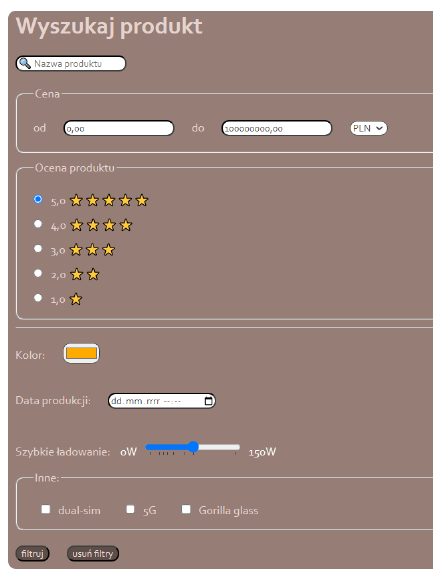 Wyszukaj produkt
Nazwa produktu
Cena
od 0,00 do 100000000,00 PLN
Ocena produktu
5,0
4,0
3,0
2,0
1,0
Kolor:
Data produkcji: dd.mm.rrrr --:--
Szybkie ładowanie: 0W 150W
Inne:
dual-sim 5G Gorilla glass
filtruj usuń filtry